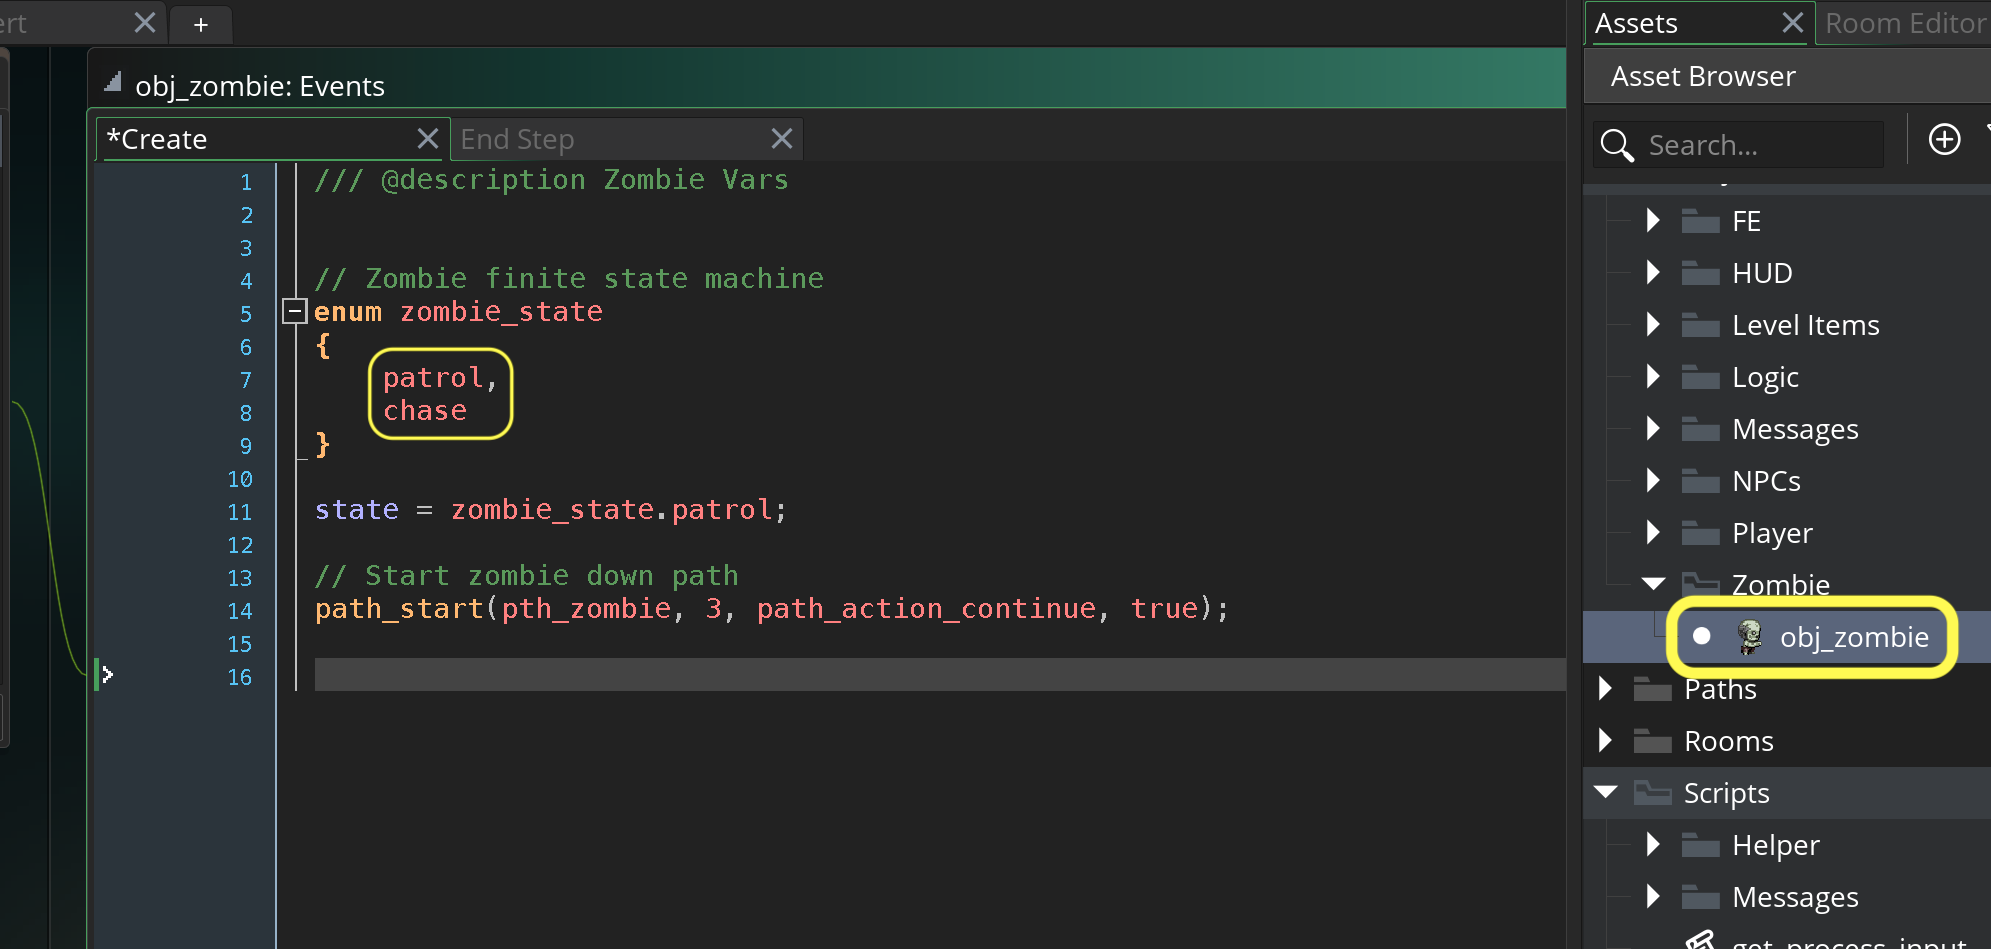 ert
+
obj_zombie: Events
*Create
End Step
1 /// @description Zombie Vars
2
3
4 // Zombie finite state machine
5 enum zombie_state
6 {
7 patrol,
8 chase
9 }
10
11 state = zombie_state.patrol;
12
13 // Start zombie down path
14 path_start(pth_zombie, 3, path_action_continue, true);
15
16
Assets
Room Editor
Asset Browser
Search...
FE
HUD
Level Items
Logic
Messages
NPCs
Player
Zombie
obj_zombie
Paths
Rooms
Scripts
Helper
Messages
get_process_input